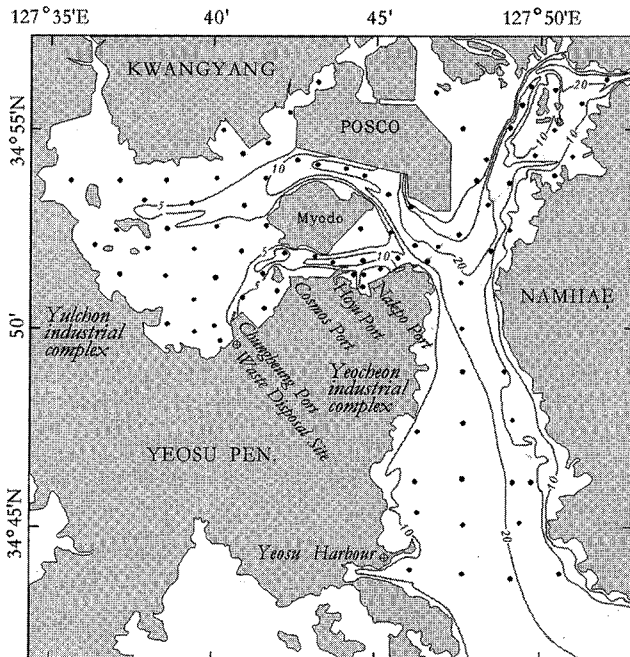 127°35'E
40'
45'
127°50'E
34°55'N
50'
34°45'N
KWANGYANG
POSCO
20
10
10
10
5
Myodo
20
5
10
5
NAMHAE
Yulchon
industrial
complex
Cosmos Port
Hoyu Port
Nakpo Port
Chungheung Port
Waste Disposal Site
Yeocheon
industrial
complex
YEOSU PEN.
10
10
20
Yeosu Harbour